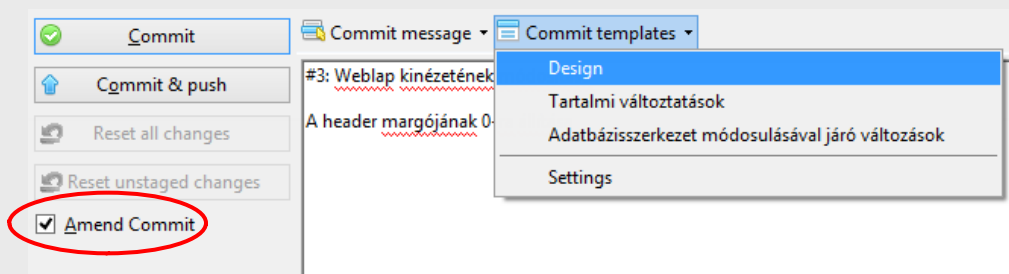 Commit
Commit message
Commit templates
Commit & push
Reset all changes
Reset unstaged changes
Amend Commit
#3: Weblap kinézetének
A header margójának 0-
Design
Tartalmi változtatások
Adatbázisszerkezet módosulásával járó változások
Settings